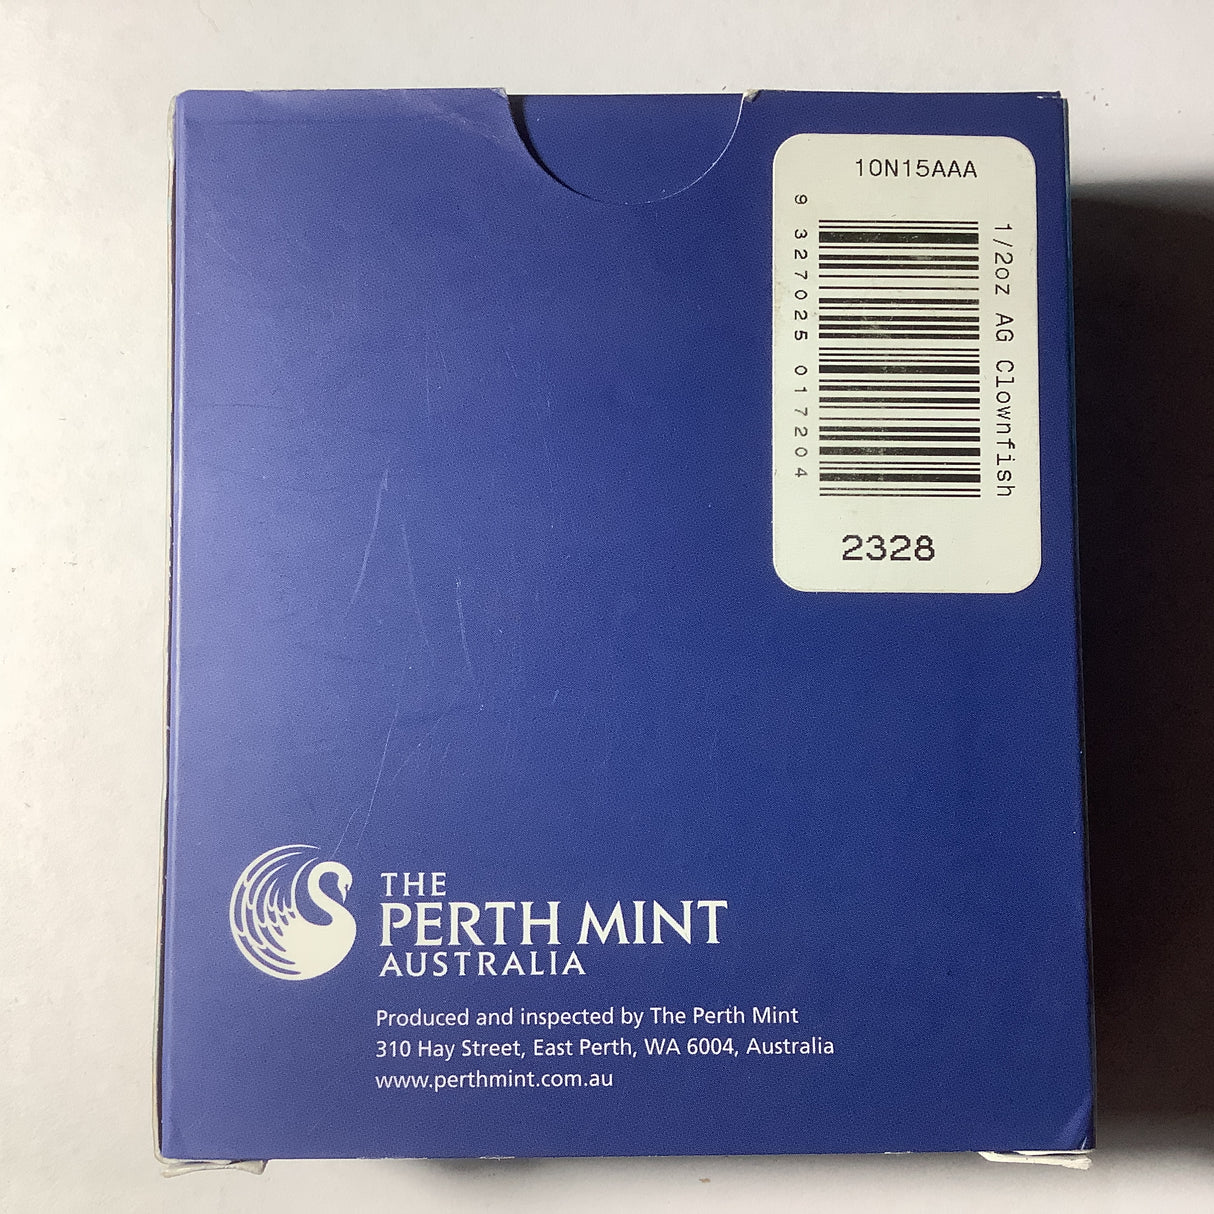 10N15AAA
9 327025 017204
1/2oz AG Clownfish
2328
THE
PERTH MINT
AUSTRALIA
Produced and inspected by The Perth Mint
310 Hay Street, East Perth, WA 6004, Australia
www.perthmint.com.au